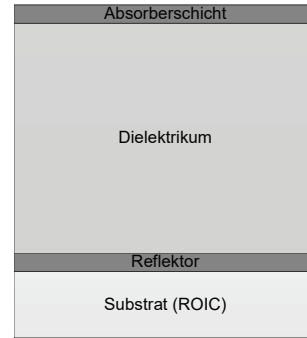 Absorberschicht
Dielektrikum
Reflektor
Substrat (ROIC)